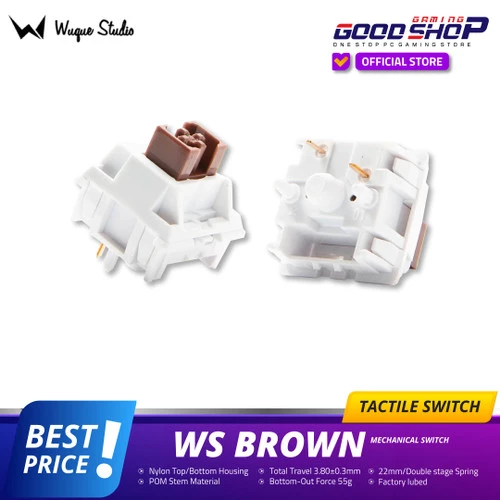 Wuque Studio
GAMING
GOODSHOP
ONE STOP PC GAMING STORE
OFFICIAL STORE
TACTILE SWITCH
BEST
PRICE!
WS BROWN
MECHANICAL SWITCH
• Nylon Top/Bottom Housing
• POM Stem Material
• Total Travel 3.80±0.3mm
• Bottom-Out Force 55g
• 22mm/Double stage Spring
• Factory lubed